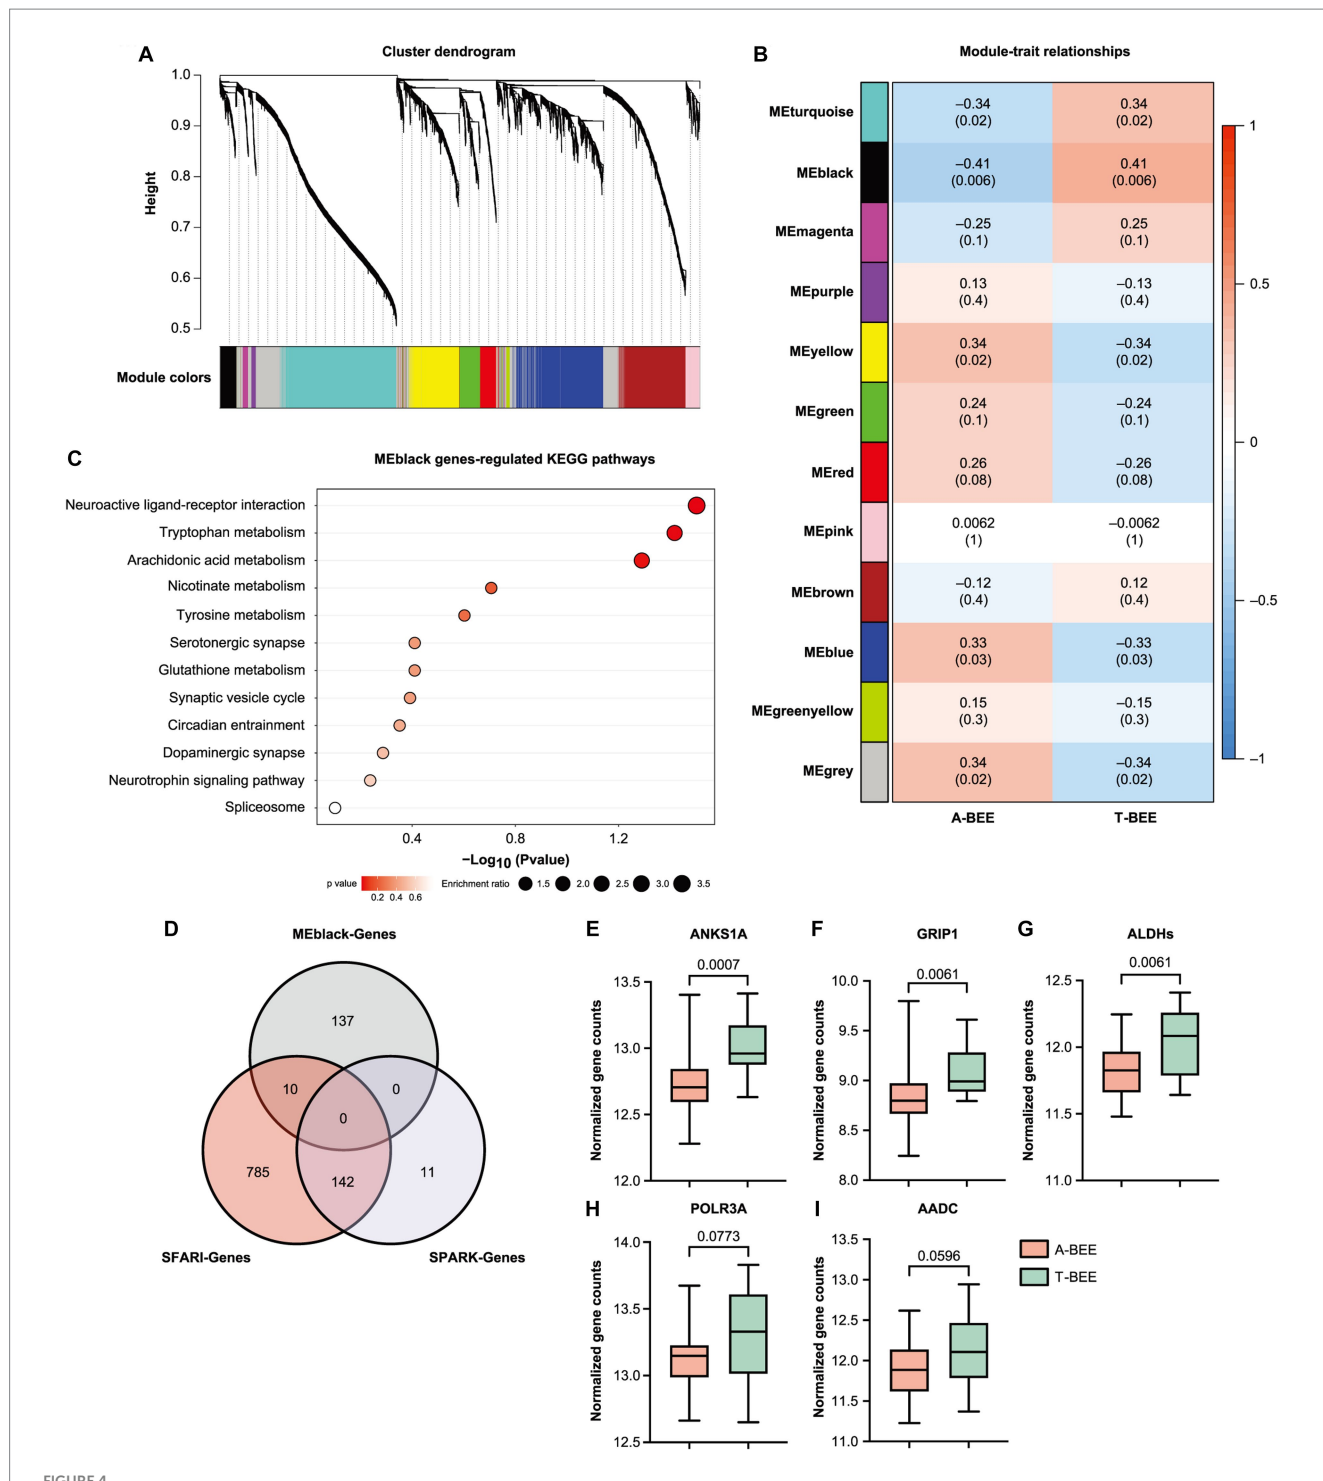 A
Cluster dendrogram
1.0
0.9
0.8
0.7
0.6
0.5
Height
Module colors
B
Module-trait relationships
MEturquoise
−0.34
(0.02)
0.34
(0.02)
MEblack
−0.41
(0.006)
0.41
(0.006)
MEmagenta
−0.25
(0.1)
0.25
(0.1)
MEpurple
0.13
(0.4)
−0.13
(0.4)
MEyellow
0.34
(0.02)
−0.34
(0.02)
MEgreen
0.24
(0.1)
−0.24
(0.1)
MEred
0.26
(0.08)
−0.26
(0.08)
MEpink
0.0062
(1)
−0.0062
(1)
MEbrown
−0.12
(0.4)
0.12
(0.4)
MEblue
0.33
(0.03)
−0.33
(0.03)
MEgreenyellow
0.15
(0.3)
−0.15
(0.3)
MEgrey
0.34
(0.02)
−0.34
(0.02)
A-BEE
T-BEE
1
0.5
0
−0.5
−1
C
MEblack genes-regulated KEGG pathways
Neuroactive ligand-receptor interaction
Tryptophan metabolism
Arachidonic acid metabolism
Nicotinate metabolism
Tyrosine metabolism
Serotonergic synapse
Glutathione metabolism
Synaptic vesicle cycle
Circadian entrainment
Dopaminergic synapse
Neurotrophin signaling pathway
Spliceosome
0.4 0.8 1.2
−Log10 (Pvalue)
p value
0.2 0.4 0.6
Enrichment ratio 1.5 2.0 2.5 3.0 3.5
D
MEblack-Genes
137
10
0
0
785
142
11
SFARI-Genes
SPARK-Genes
E
ANKS1A
0.0007
13.5
13.0
12.5
12.0
Normalized gene counts
F
GRIP1
0.0061
10.0
9.5
9.0
8.5
8.0
Normalized gene counts
G
ALDHs
0.0061
12.5
12.0
11.5
11.0
Normalized gene counts
H
POLR3A
0.0773
14.0
13.5
13.0
12.5
Normalized gene counts
I
AADC
0.0596
13.5
13.0
12.5
12.0
11.5
11.0
Normalized gene counts
A-BEE
T-BEE
FIGURE 4